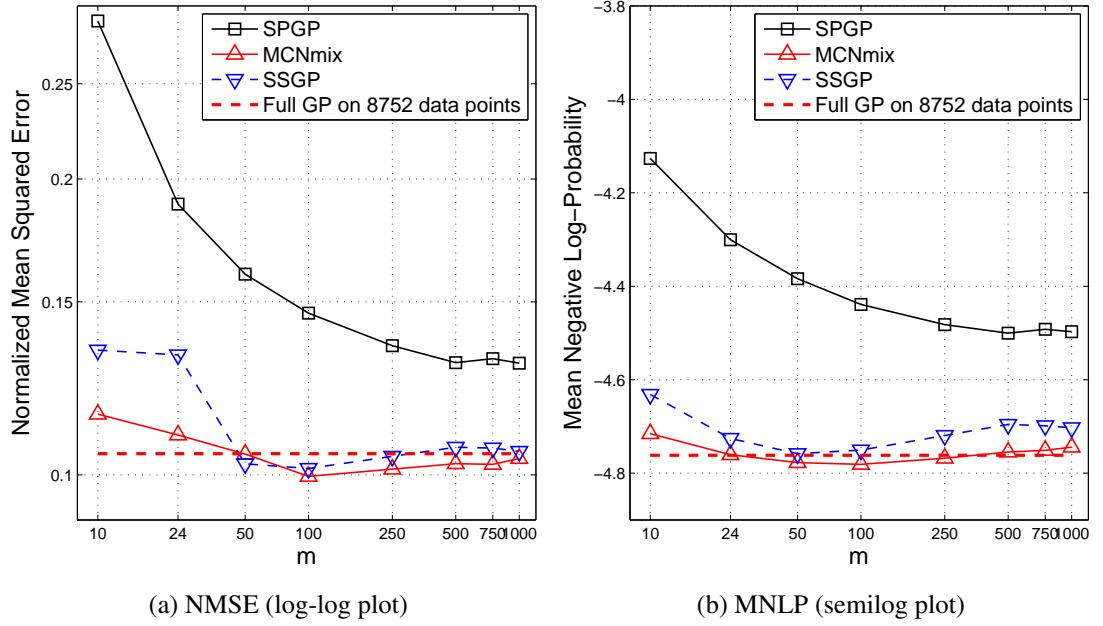 SPGP
MCNmix
SSGP
Full GP on 8752 data points
0.25
0.2
0.15
0.1
Normalized Mean Squared Error
10 24 50 100 250 500 750 1000
m
(a) NMSE (log-log plot)
SPGP
MCNmix
SSGP
Full GP on 8752 data points
−3.8
−4
−4.2
−4.4
−4.6
−4.8
Mean Negative Log−Probability
10 24 50 100 250 500 750 1000
m
(b) MNLP (semilog plot)